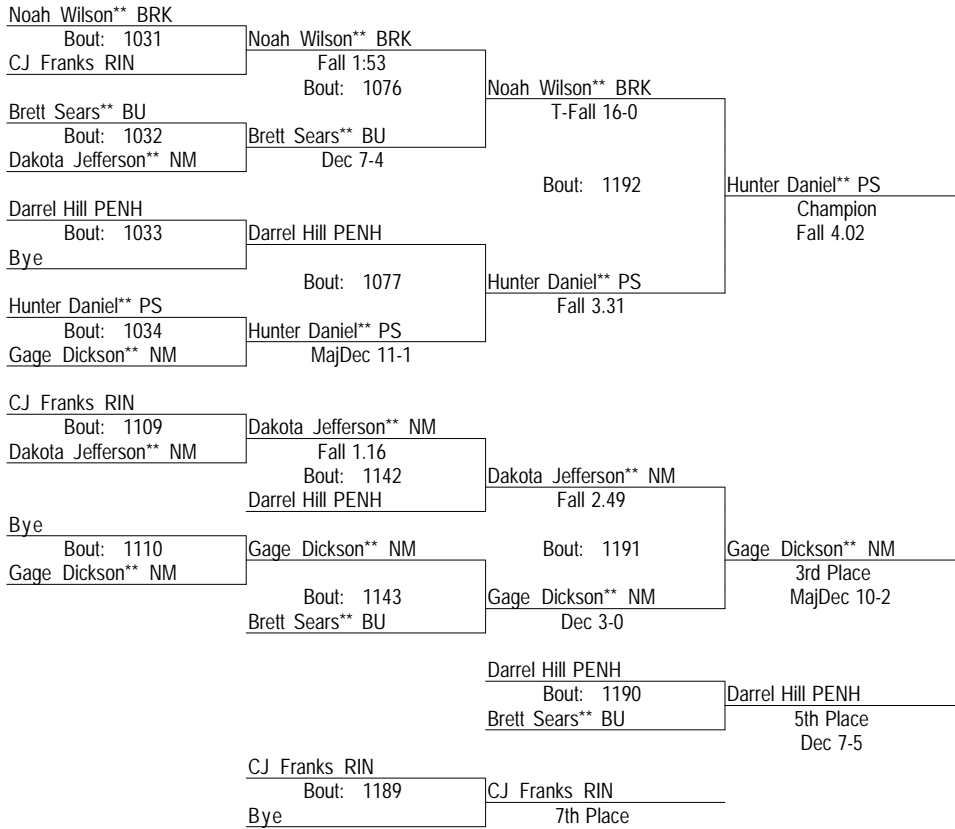 Noah Wilson** BRK
Bout: 1031
CJ Franks RIN
Noah Wilson** BRK
Fall 1:53
Bout: 1076
Noah Wilson** BRK
T-Fall 16-0
Brett Sears** BU
Bout: 1032
Dakota Jefferson** NM
Brett Sears** BU
Dec 7-4
Bout: 1192
Hunter Daniel** PS
Champion
Fall 4.02
Darrel Hill PENH
Bout: 1033
Bye
Darrel Hill PENH
Bout: 1077
Hunter Daniel** PS
Fall 3.31
Hunter Daniel** PS
Bout: 1034
Gage Dickson** NM
Hunter Daniel** PS
MajDec 11-1
CJ Franks RIN
Bout: 1109
Dakota Jefferson** NM
Dakota Jefferson** NM
Fall 1.16
Bout: 1142
Darrel Hill PENH
Dakota Jefferson** NM
Fall 2.49
Bye
Bout: 1110
Gage Dickson** NM
Gage Dickson** NM
Bout: 1143
Brett Sears** BU
Bout: 1191
Gage Dickson** NM
Dec 3-0
Gage Dickson** NM
3rd Place
MajDec 10-2
Darrel Hill PENH
Bout: 1190
Brett Sears** BU
Darrel Hill PENH
5th Place
Dec 7-5
CJ Franks RIN
Bout: 1189
Bye
CJ Franks RIN
7th Place